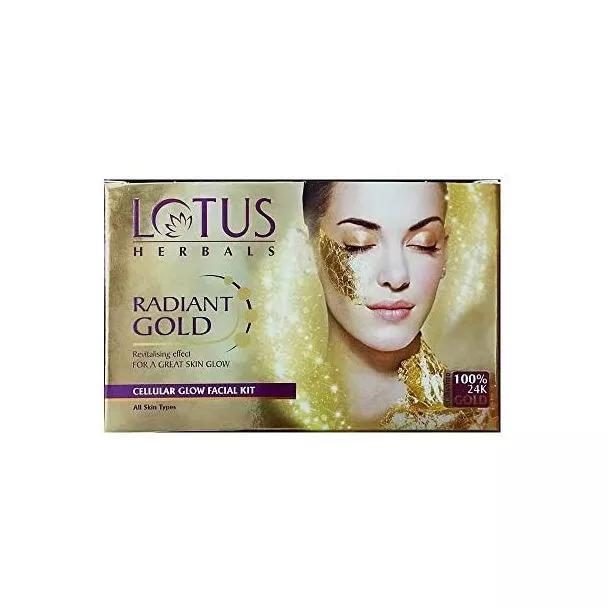 LOTUS
HERBALS
RADIANT
GOLD
Revitalising effect
FOR A GREAT SKIN GLOW
CELLULAR GLOW FACIAL KIT
All Skin Types
100%
24K
GOLD